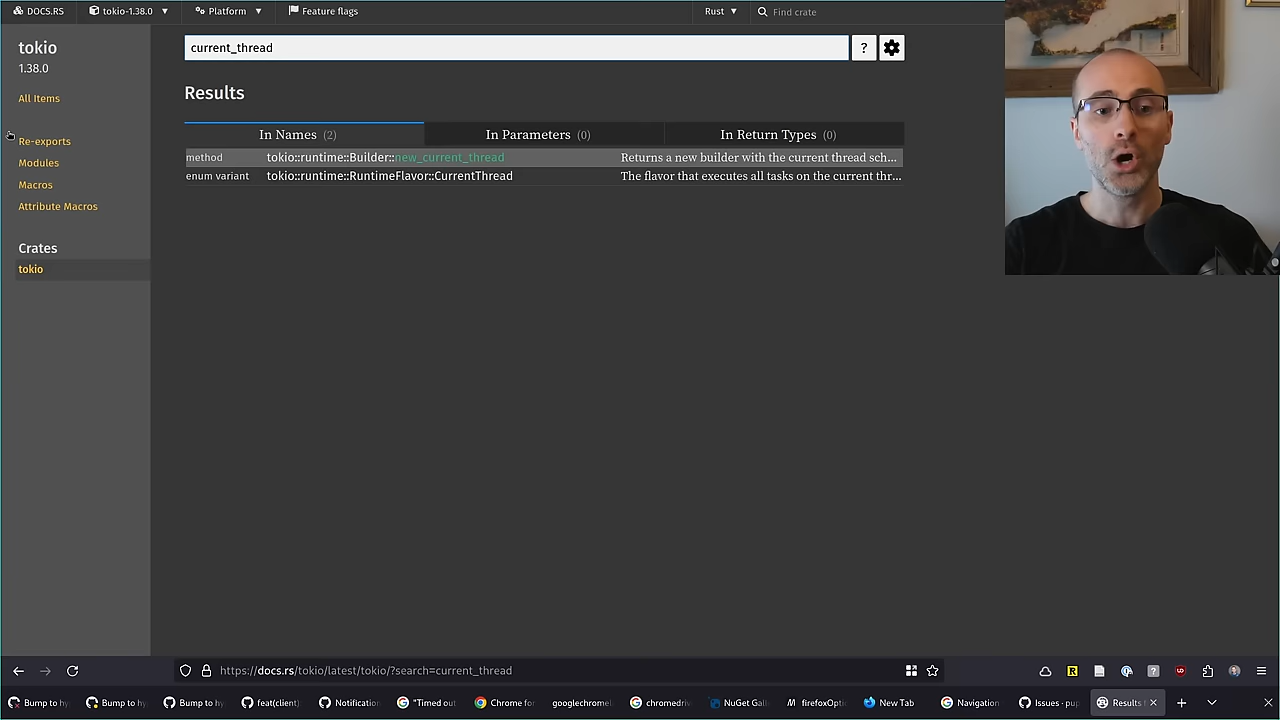 DOCS.RS
tokio-1.38.0
Platform
Feature flags
Rust
Find crate
tokio
1.38.0
All Items
Re-exports
Modules
Macros
Attribute Macros
Crates
tokio
current_thread
?
Results
In Names (2)
In Parameters (0)
In Return Types (0)
method tokio::runtime::Builder::new_current_thread Returns a new builder with the current thread sch...
enum variant tokio::runtime::RuntimeFlavor::CurrentThread The flavor that executes all tasks on the current thr...
https://docs.rs/tokio/latest/tokio/?search=current_thread
Bump to hy
Bump to hy
Bump to hy
feat(client)
Notification
"Timed out
Chrome for
googlechromel
chromedriv
NuGet Gall
firefoxOpti
New Tab
Navigation
Issues · pup
Results